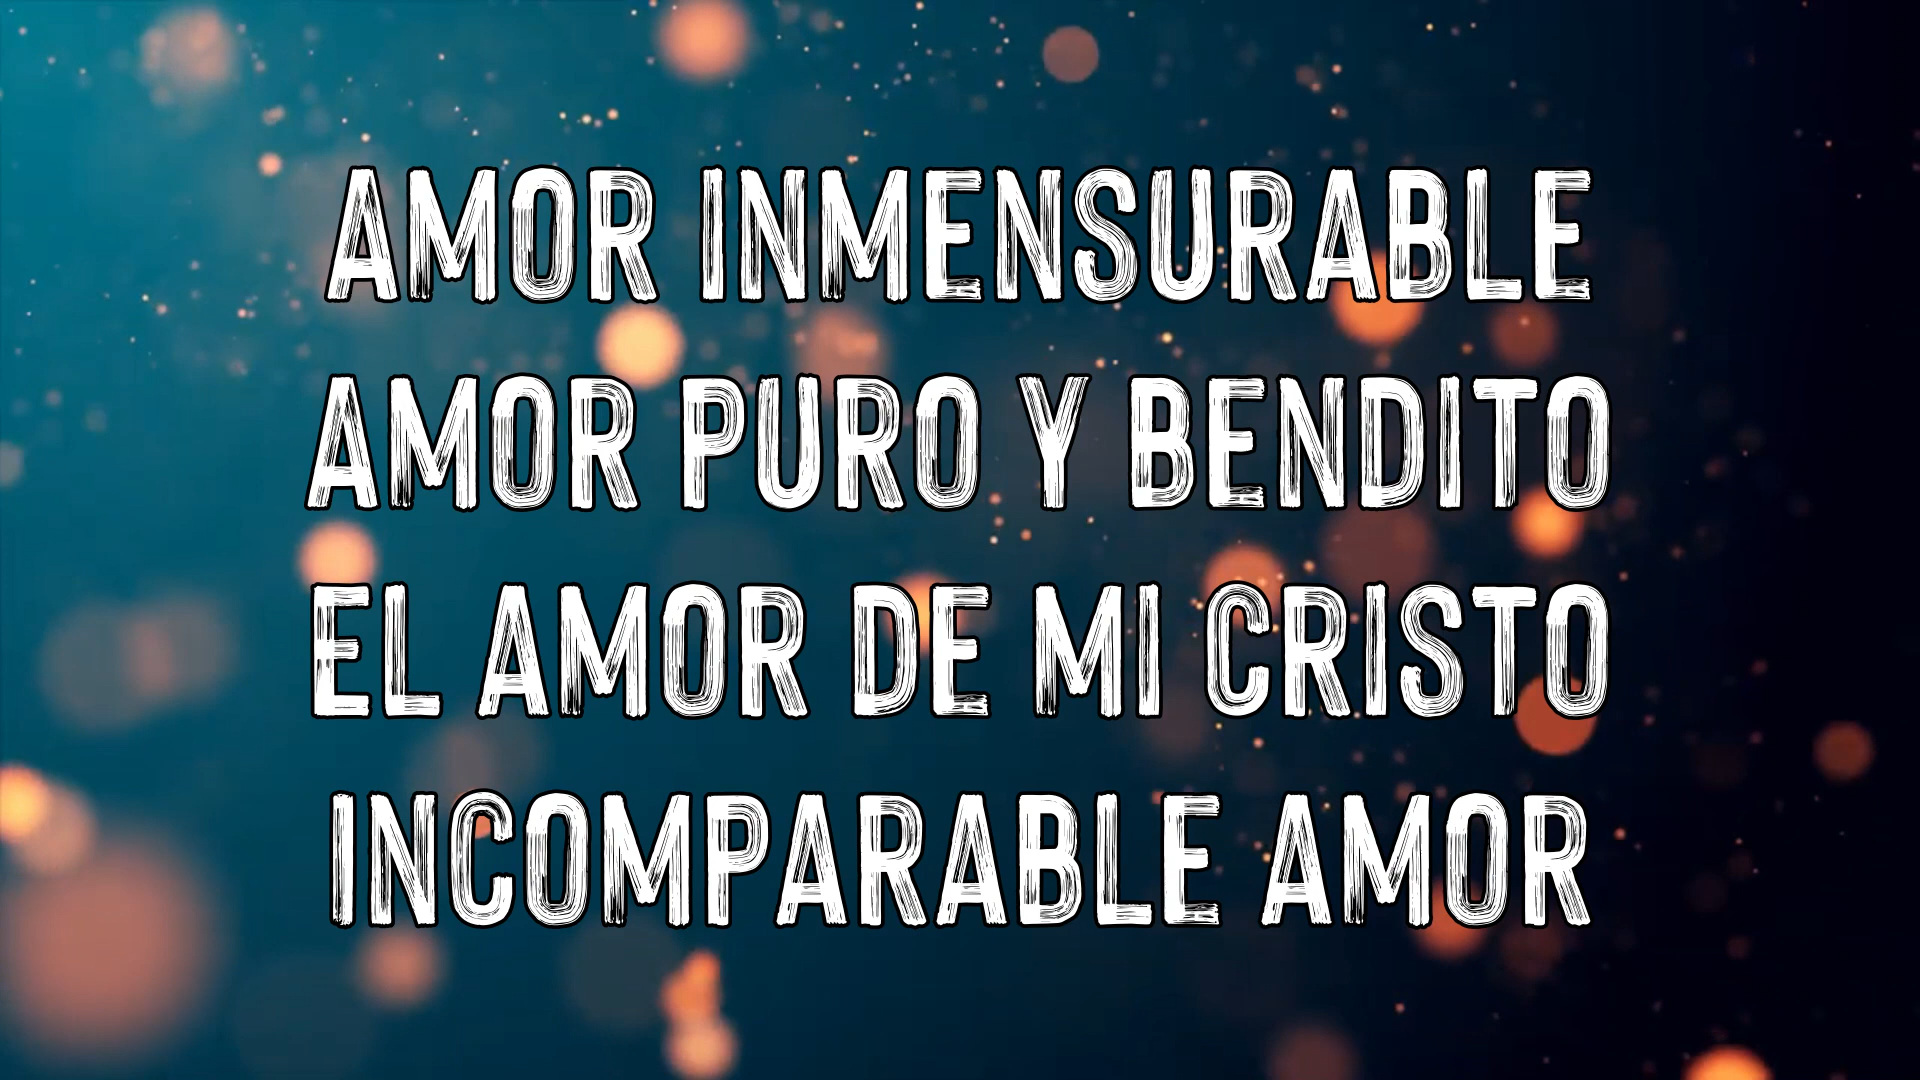 AMOR INMENSURABLE
AMOR PURO Y BENDITO
EL AMOR DE MI CRISTO
INCOMPARABLE AMOR